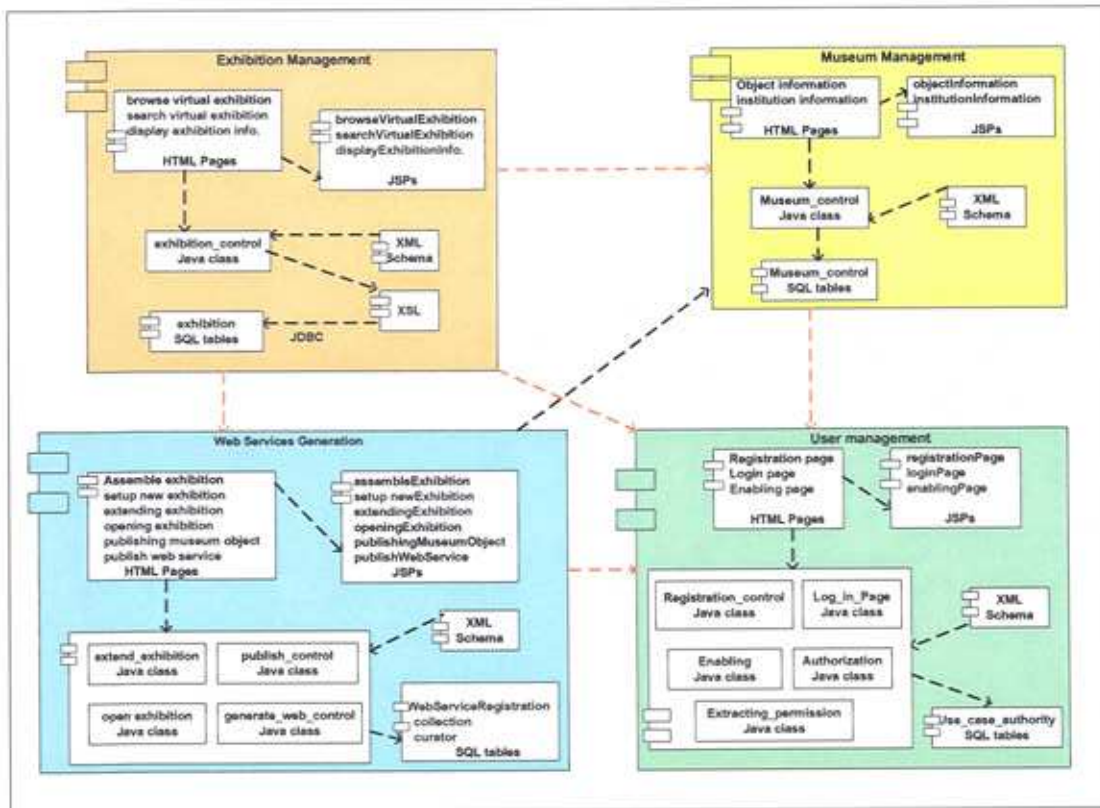 Exhibition Management
browse virtual exhibition
search virtual exhibition
display exhibition info.
HTML Pages
browseVirtualExhibition
searchVirtualExhibition
displayExhibitionInfo.
JSPs
exhibition_control
Java class
XML
Schema
XSL
exhibition
SQL tables
JDBC
Museum Management
Object information
institution information
HTML Pages
objectInformation
institutionInformation
JSPs
Museum_control
Java class
XML
Schema
Museum_control
SQL tables
Web Services Generation
Assemble exhibition
setup new exhibition
extending exhibition
opening exhibition
publishing museum object
publish web service
HTML Pages
assembleExhibition
setup newExhibition
extendingExhibition
openingExhibition
publishingMuseumObject
publishWebService
JSPs
XML
Schema
extend_exhibition
Java class
publish_control
Java class
open exhibition
Java class
generate_web_control
Java class
WebServiceRegistration
collection
curator
SQL tables
User management
Registration page
Login page
Enabling page
HTML Pages
registrationPage
loginPage
enablingPage
JSPs
Registration_control
Java class
Log_in_Page
Java class
XML
Schema
Enabling
Java class
Authorization
Java class
Extracting_permission
Java class
Use_case_authority
SQL tables